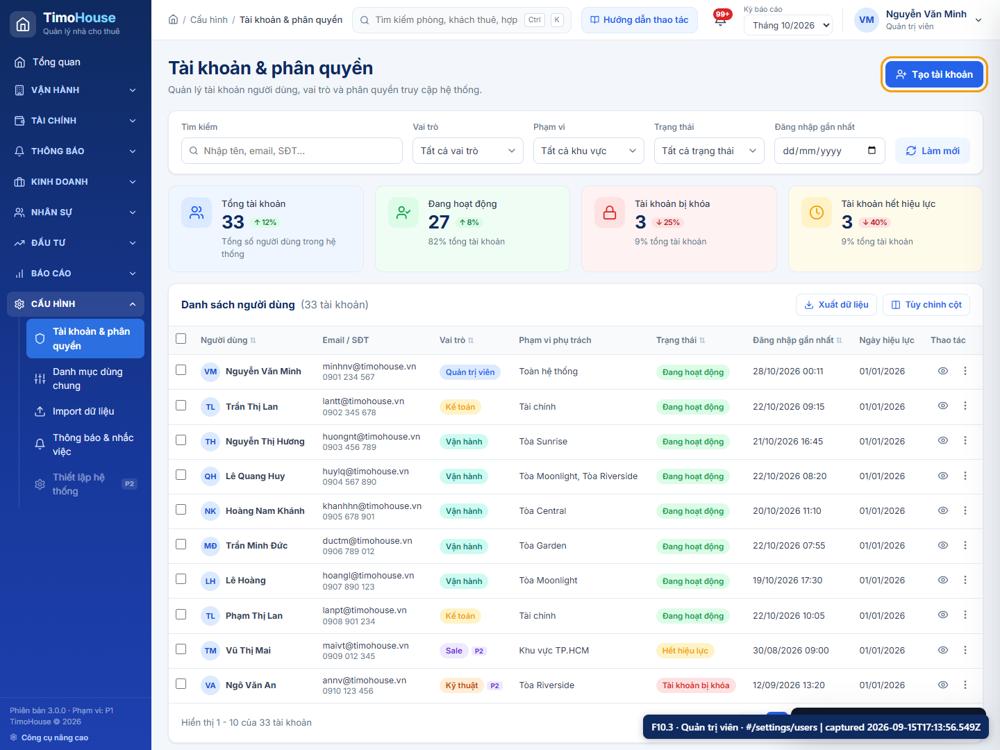 TimoHouse
Quản lý nhà cho thuê
Tổng quan
VẬN HÀNH
TÀI CHÍNH
THÔNG BÁO
KINH DOANH
NHÂN SỰ
ĐẦU TƯ
BÁO CÁO
CẤU HÌNH
Tài khoản & phân
quyền
Danh mục dùng
chung
Import dữ liệu
Thông báo & nhắc
việc
Thiết lập hệ
thống
P2
Phiên bản 3.0.0 · Phạm vi: P1
TimoHouse © 2026
Công cụ nâng cao
/ Cấu hình / Tài khoản & phân quyền
Tìm kiếm phòng, khách thuê, hợp
Ctrl K
Hướng dẫn thao tác
99+
Kỳ báo cáo
Tháng 10/2026
VM
Nguyễn Văn Minh
Quản trị viên
Tài khoản & phân quyền
Quản lý tài khoản người dùng, vai trò và phân quyền truy cập hệ thống.
Tạo tài khoản
Tìm kiếm Vai trò Phạm vi Trạng thái Đăng nhập gần nhất
Nhập tên, email, SĐT... Tất cả vai trò Tất cả khu vực Tất cả trạng thái dd/mm/yyyy Làm mới
Tổng tài khoản
33 ↑ 12%
Tổng số người dùng trong hệ
thống
Đang hoạt động
27 ↑ 8%
82% tổng tài khoản
Tài khoản bị khóa
3 ↓ 25%
9% tổng tài khoản
Tài khoản hết hiệu lực
3 ↓ 40%
9% tổng tài khoản
Danh sách người dùng (33 tài khoản)
Xuất dữ liệu Tùy chỉnh cột
Người dùng ⇅ Email / SĐT Vai trò ⇅ Phạm vi phụ trách Trạng thái ⇅ Đăng nhập gần nhất ⇅ Ngày hiệu lực Thao tác
VM Nguyễn Văn Minh minhnv@timohouse.vn Quản trị viên Toàn hệ thống Đang hoạt động 28/10/2026 00:11 01/01/2026
0901 234 567
TL Trần Thị Lan lantt@timohouse.vn Kế toán Tài chính Đang hoạt động 22/10/2026 09:15 01/01/2026
0902 345 678
TH Nguyễn Thị Hương huongnt@timohouse.vn Vận hành Tòa Sunrise Đang hoạt động 21/10/2026 16:45 01/01/2026
0903 456 789
QH Lê Quang Huy huylq@timohouse.vn Vận hành Tòa Moonlight, Tòa Riverside Đang hoạt động 22/10/2026 08:20 01/01/2026
0904 567 890
NK Hoàng Nam Khánh khanhhn@timohouse.vn Vận hành Tòa Central Đang hoạt động 20/10/2026 11:10 01/01/2026
0905 678 901
MĐ Trần Minh Đức ductm@timohouse.vn Vận hành Tòa Garden Đang hoạt động 22/10/2026 07:55 01/01/2026
0906 789 012
LH Lê Hoàng hoangl@timohouse.vn Vận hành Tòa Moonlight Đang hoạt động 19/10/2026 17:30 01/01/2026
0907 890 123
TL Phạm Thị Lan lanpt@timohouse.vn Kế toán Tài chính Đang hoạt động 22/10/2026 10:05 01/01/2026
0908 901 234
TM Vũ Thị Mai maivt@timohouse.vn Sale P2 Khu vực TP.HCM Hết hiệu lực 30/08/2026 09:00 01/01/2026
0909 012 345
VA Ngô Văn An annv@timohouse.vn Kỹ thuật P2 Tòa Riverside Tài khoản bị khóa 12/09/2026 13:20 01/01/2026
0910 123 456
Hiển thị 1 - 10 của 33 tài khoản
F10.3 · Quản trị viên · #/settings/users | captured 2026-09-15T17:13:56.549Z